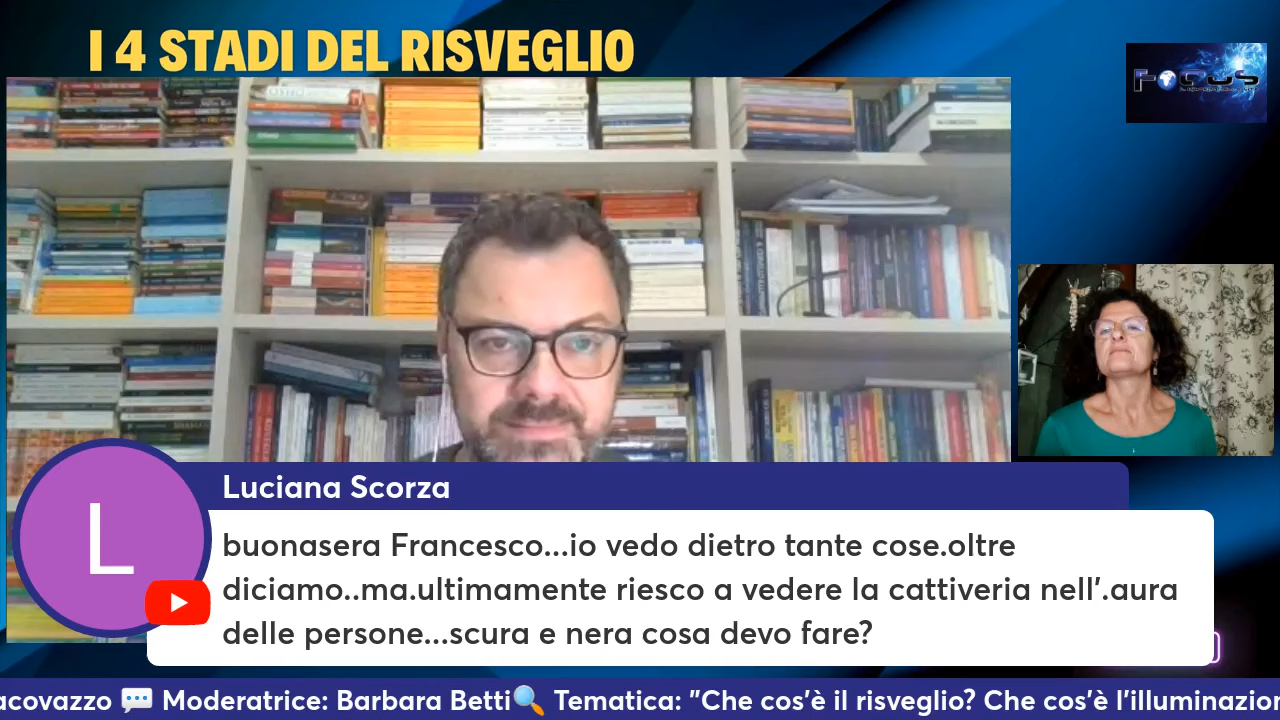 I 4 STADI DEL RISVEGLIO
FOCUS
Luciana Scorza
L
buonasera Francesco...io vedo dietro tante cose.oltre
diciamo..ma.ultimamente riesco a vedere la cattiveria nell'.aura
delle persone...scura e nera cosa devo fare?
acovazzo 💬 Moderatrice: Barbara Betti🔍 Tematica: "Che cos'è il risveglio? Che cos'è l'illuminazion